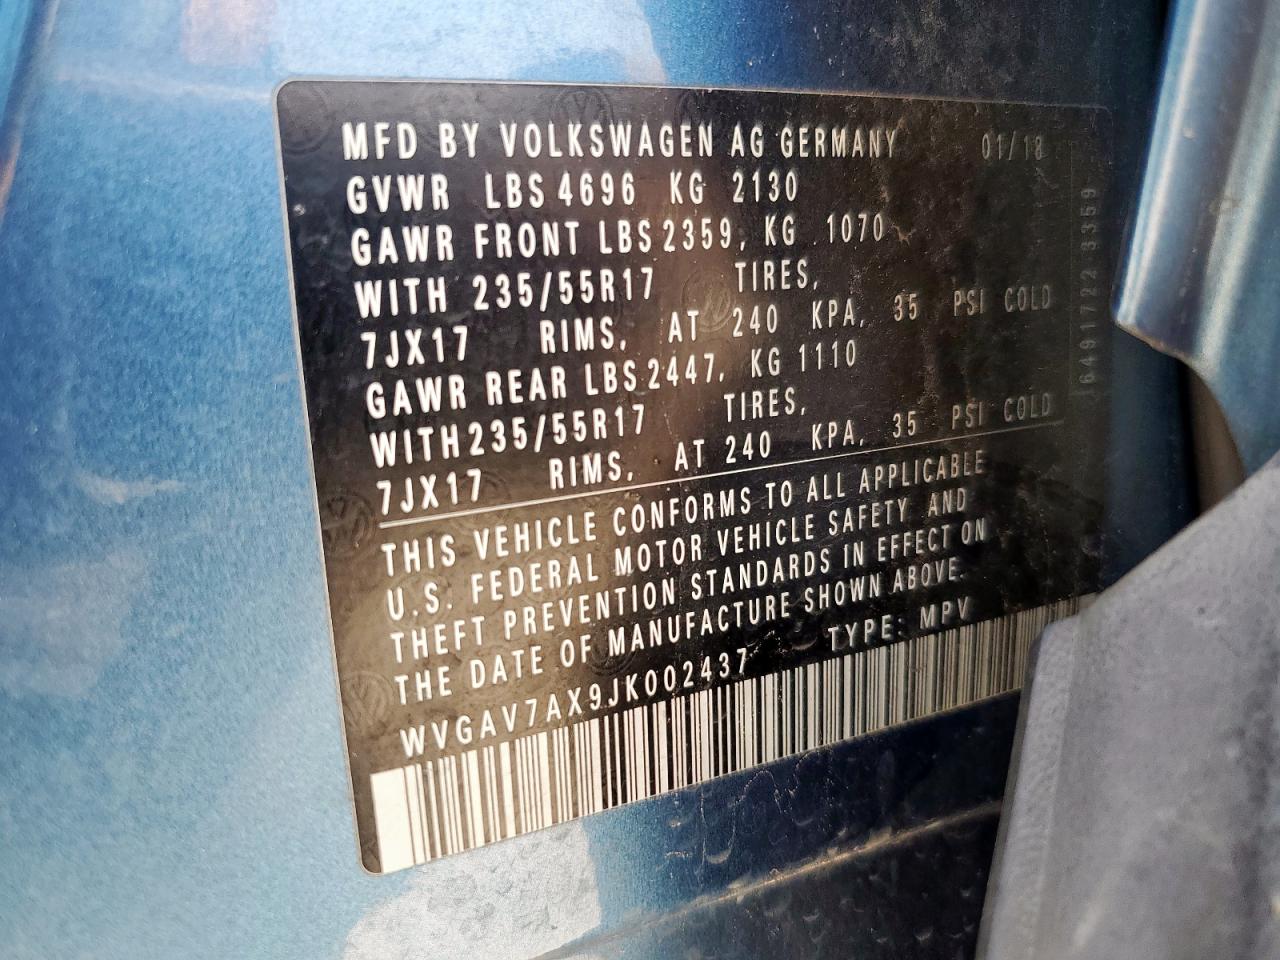 MFD BY VOLKSWAGEN AG GERMANY 01/18
GVWR LBS 4696 KG 2130
GAWR FRONT LBS 2359, KG 1070
WITH 235/55R17 TIRES,
7JX17 RIMS, AT 240 KPA, 35 PSI COLD
GAWR REAR LBS 2447, KG 1110
WITH 235/55R17 TIRES,
7JX17 RIMS, AT 240 KPA, 35 PSI COLD
THIS VEHICLE CONFORMS TO ALL APPLICABLE
U.S. FEDERAL MOTOR VEHICLE SAFETY AND
THEFT PREVENTION STANDARDS IN EFFECT ON
THE DATE OF MANUFACTURE SHOWN ABOVE.
WVGAV7AX9JK002437 TYPE: MPV